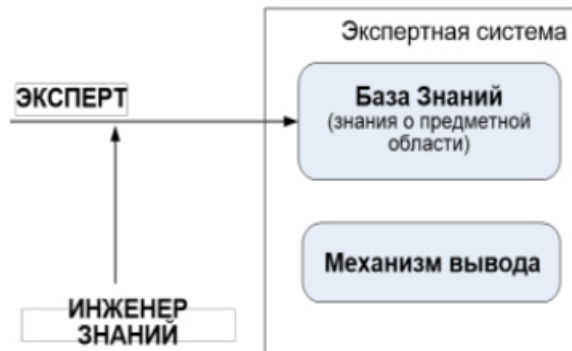 Экспертная система
ЭКСПЕРТ
База Знаний
(знания о предметной
области)
Механизм вывода
ИНЖЕНЕР
ЗНАНИЙ